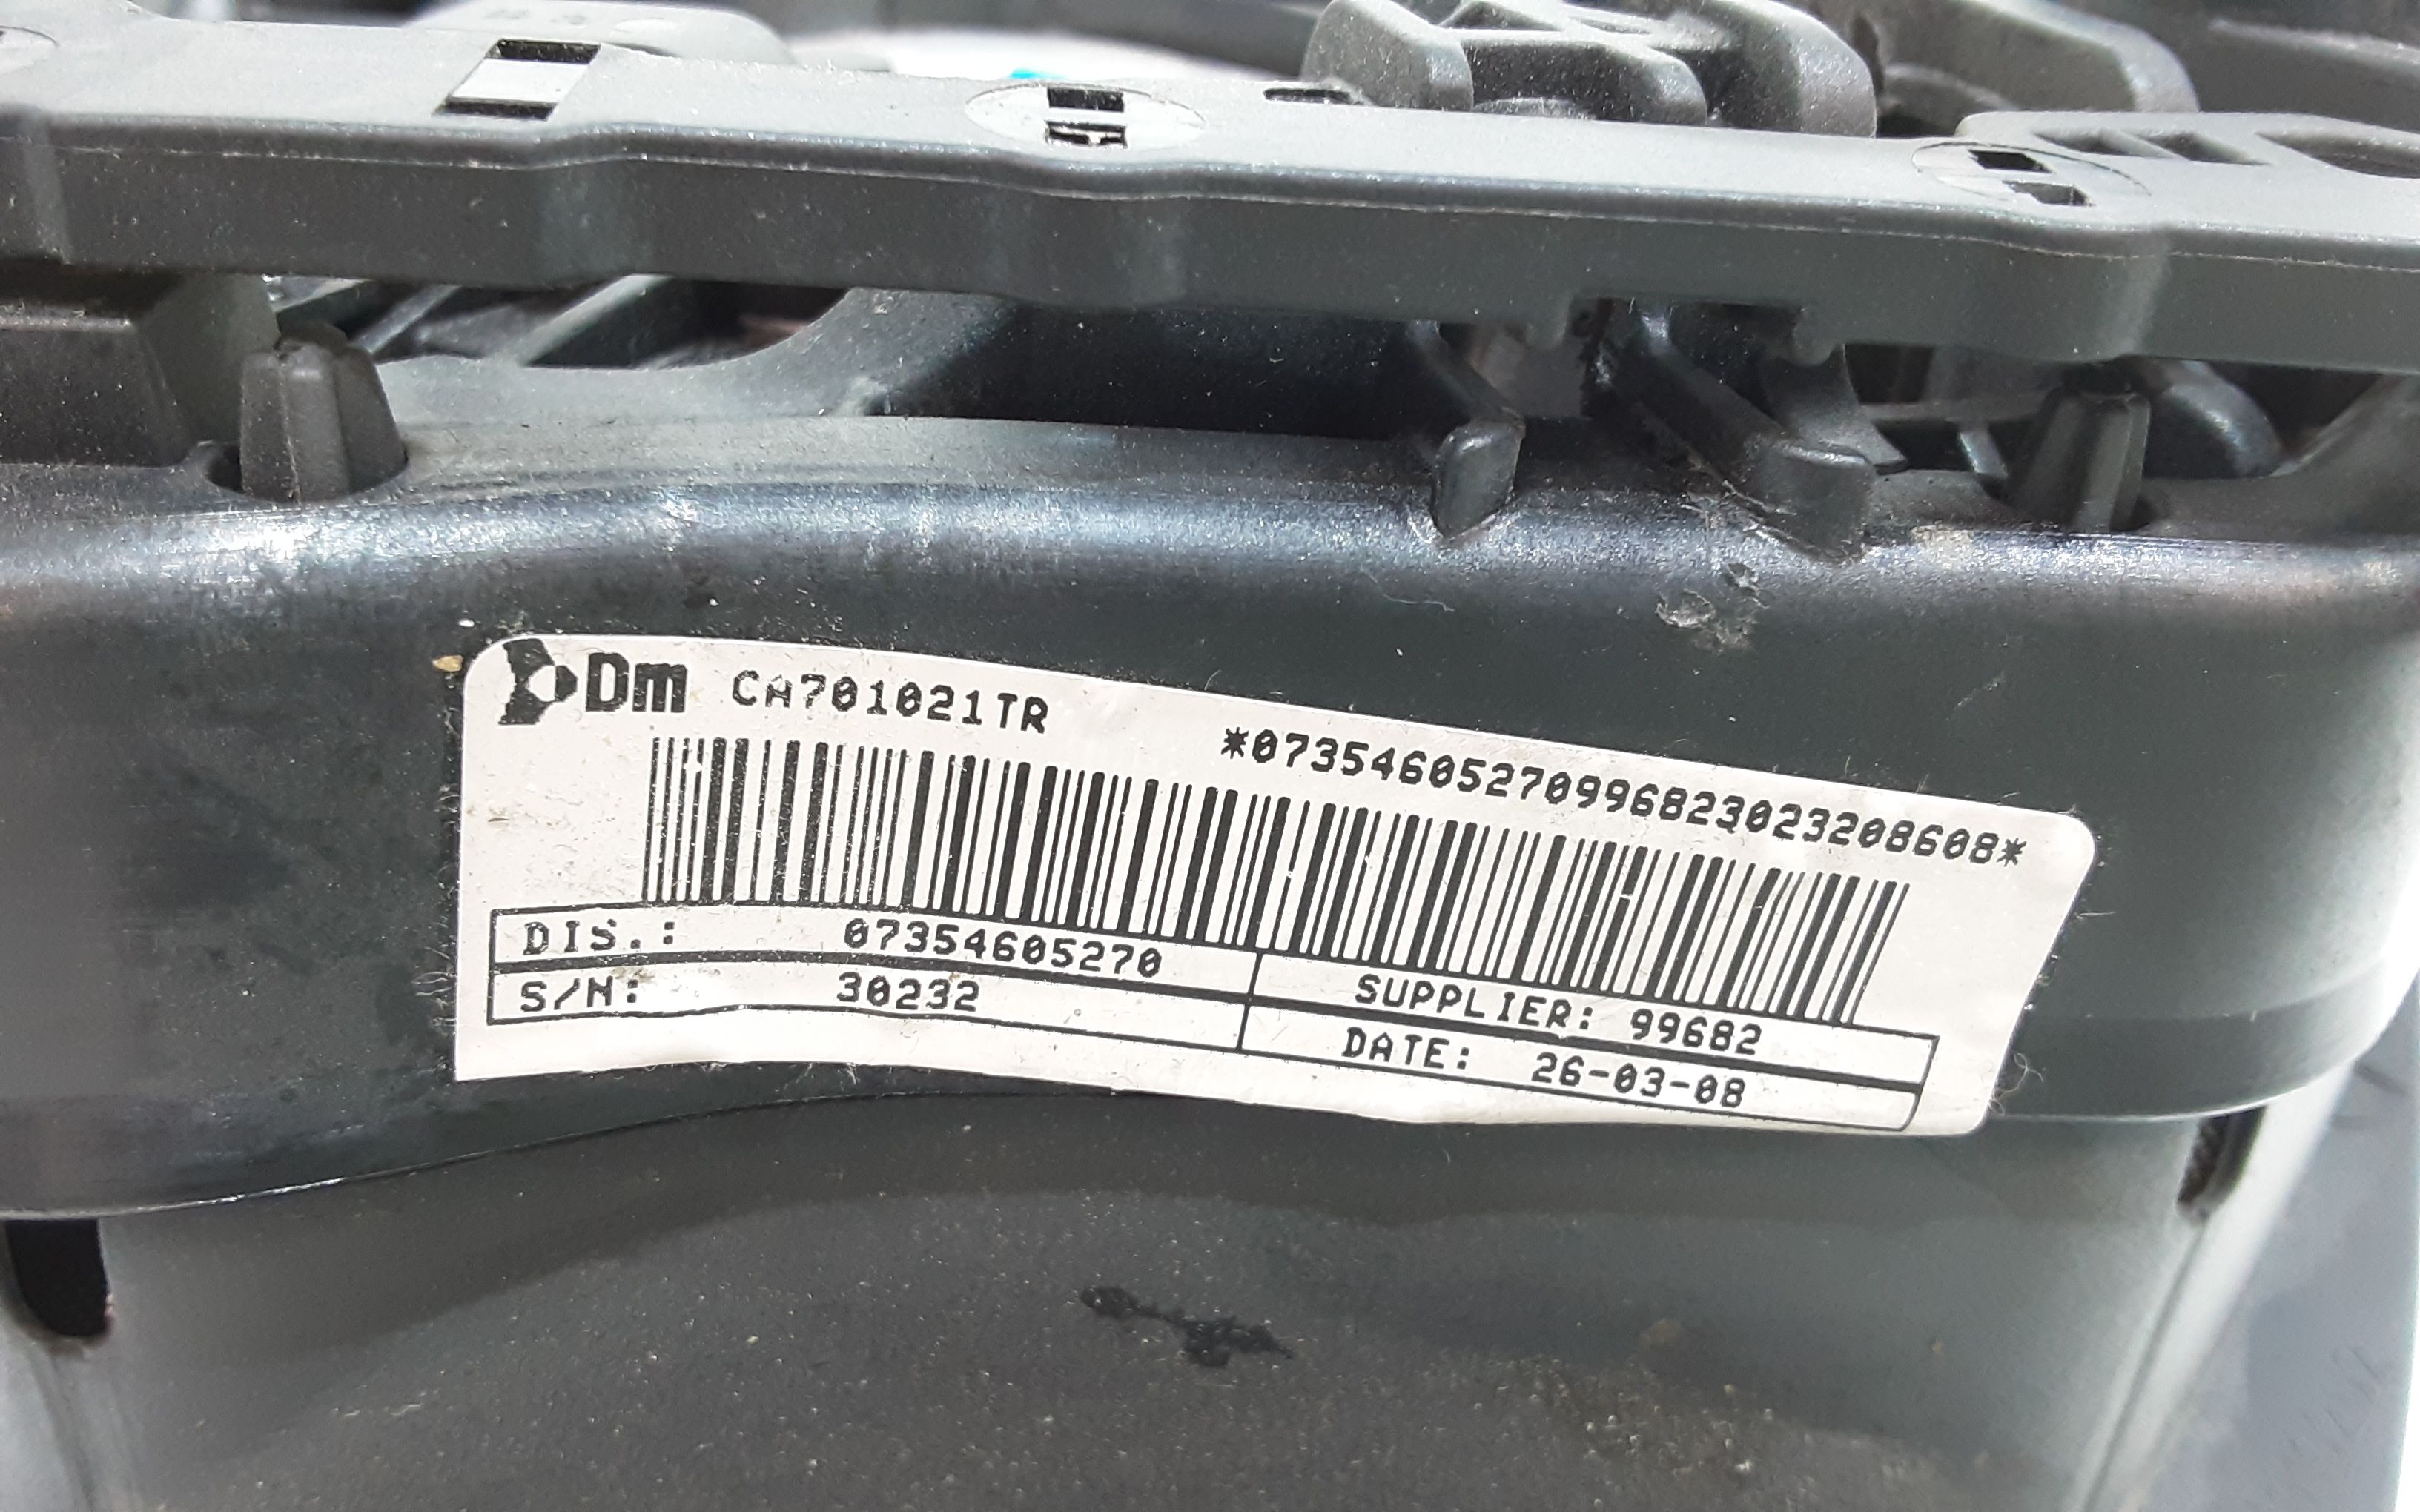 Dm CA701021TR
*07354605270996823023208608*
DIS.: 07354605270
S/N: 30232 SUPPLIER: 99682
DATE: 26-03-08